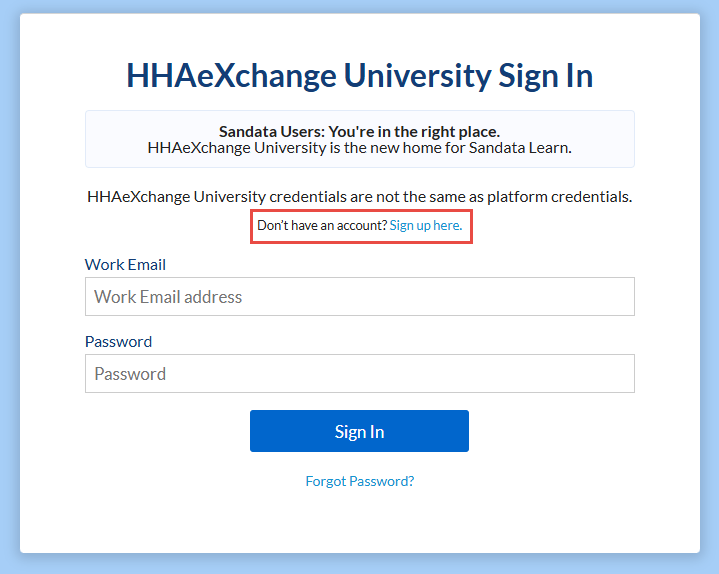 HHAeXchange University Sign In
Sandata Users: You're in the right place.
HHAeXchange University is the new home for Sandata Learn.
HHAeXchange University credentials are not the same as platform credentials.
Don't have an account? Sign up here.
Work Email
Work Email address
Password
Password
Sign In
Forgot Password?